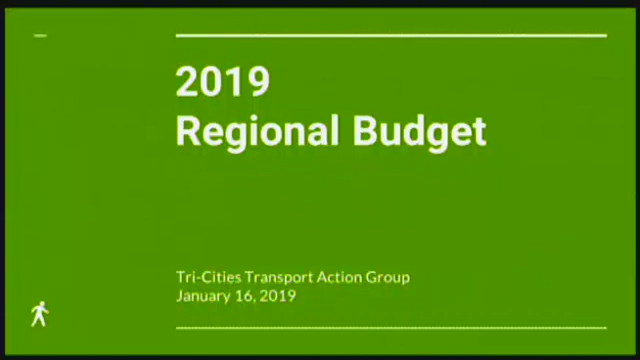 2019
Regional Budget
Tri-Cities Transport Action Group
January 16, 2019